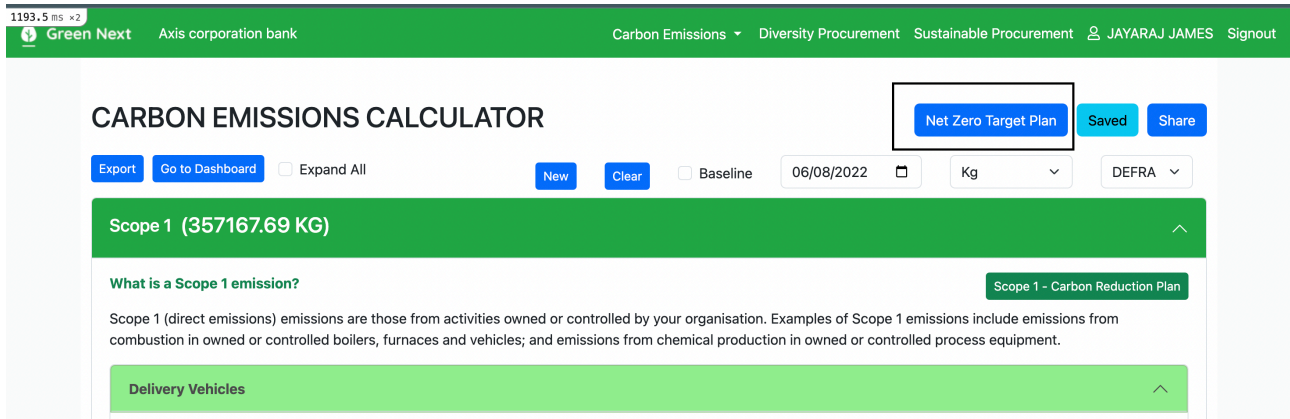 1193.5 ms ×2
Green Next Axis corporation bank Carbon Emissions Diversity Procurement Sustainable Procurement JAYARAJ JAMES Signout
CARBON EMISSIONS CALCULATOR Net Zero Target Plan Saved Share
Export Go to Dashboard Expand All New Clear Baseline 06/08/2022 Kg DEFRA
Scope 1 (357167.69 KG)
What is a Scope 1 emission? Scope 1 - Carbon Reduction Plan
Scope 1 (direct emissions) emissions are those from activities owned or controlled by your organisation. Examples of Scope 1 emissions include emissions from
combustion in owned or controlled boilers, furnaces and vehicles; and emissions from chemical production in owned or controlled process equipment.
Delivery Vehicles